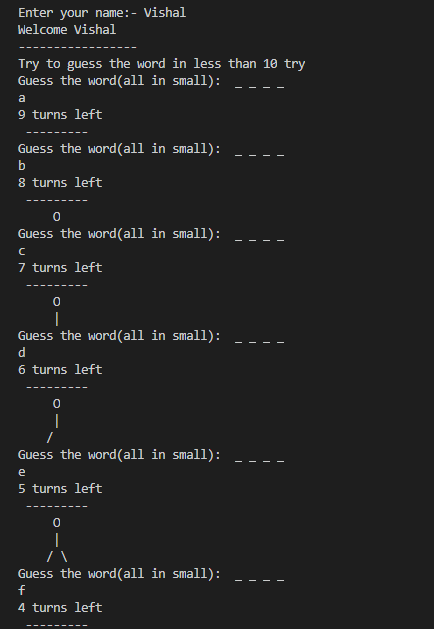 Enter your name:- Vishal
Welcome Vishal
-----------------
Try to guess the word in less than 10 try
Guess the word(all in small):  _ _ _ _
a
9 turns left
 ---------
Guess the word(all in small):  _ _ _ _
b
8 turns left
 ---------
     O
Guess the word(all in small):  _ _ _ _
c
7 turns left
 ---------
     O
     |
Guess the word(all in small):  _ _ _ _
d
6 turns left
 ---------
     O
     |
    /
Guess the word(all in small):  _ _ _ _
e
5 turns left
 ---------
     O
     |
    / \
Guess the word(all in small):  _ _ _ _
f
4 turns left
 ---------